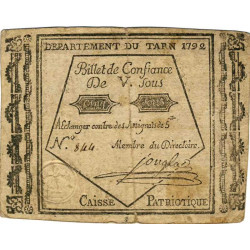 DEPARTEMENT DU TARN 1792
Billet de Confiance
De V. Sous
A échanger contre des Assignats de 5.ᵗᵗ
N.° 844 Membre du Directoire,
CAISSE PATRIOTIQUE